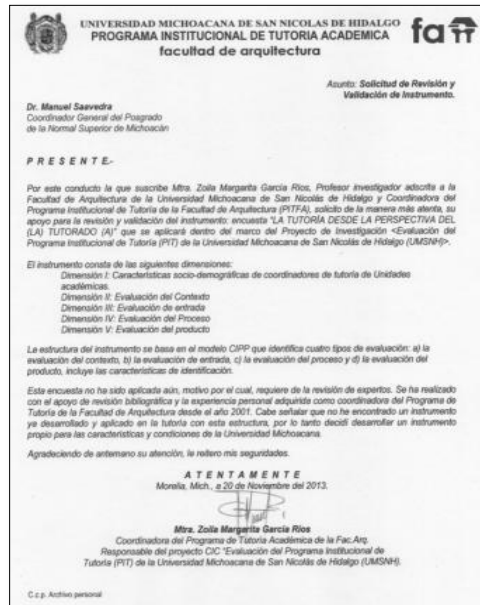 UNIVERSIDAD MICHOACANA DE SAN NICOLAS DE HIDALGO
PROGRAMA INSTITUCIONAL DE TUTORIA ACADEMICA
facultad de arquitectura
fa
Asunto: Solicitud de Revisión y
Validación de Instrumento.
Dr. Manuel Saavedra
Coordinador General del Posgrado
de la Normal Superior de Michoacán
P R E S E N T E.-
Por este conducto la que suscribe Mtra. Zoila Margarita García Ríos, Profesor investigador adscrita a la
Facultad de Arquitectura de la Universidad Michoacana de San Nicolás de Hidalgo y Coordinadora del
Programa Institucional de Tutoría de la Facultad de Arquitectura (PITFA), solicito de la manera más atenta, su
apoyo para la revisión y validación del instrumento: encuesta "LA TUTORÍA DESDE LA PERSPECTIVA DEL
(LA) TUTORADO (A)" que se aplicará dentro del marco del Proyecto de Investigación <Evaluación del
Programa Institucional de Tutoría (PIT) de la Universidad Michoacana de San Nicolás de Hidalgo (UMSNH)>.
El instrumento consta de las siguientes dimensiones:
Dimensión I: Características socio-demográficas de coordinadores de tutoría de Unidades
académicas.
Dimensión II: Evaluación del Contexto
Dimensión III: Evaluación de entrada
Dimensión IV: Evaluación del Proceso
Dimensión V: Evaluación del producto
La estructura del instrumento se basa en el modelo CIPP que identifica cuatro tipos de evaluación: a) la
evaluación del contexto, b) la evaluación de entrada, c) la evaluación del proceso y d) la evaluación del
producto, incluye las características de identificación.
Esta encuesta no ha sido aplicada aún, motivo por el cual, requiere de la revisión de expertos. Se ha realizado
con el apoyo de revisión bibliográfica y la experiencia personal adquirida como coordinadora del Programa de
Tutoría de la Facultad de Arquitectura desde el año 2001. Cabe señalar que no he encontrado un instrumento
ya desarrollado y aplicado en la tutoría con esta estructura, por lo tanto decidí desarrollar un instrumento
propio para las características y condiciones de la Universidad Michoacana.
Agradeciendo de antemano su atención, le reitero mis seguridades.
A T E N T A M E N T E
Morelia, Mich., a 20 de Noviembre del 2013.
Mtra. Zoila Margarita García Ríos
Coordinadora del Programa de Tutoría Académica de la Fac.Arq.
Responsable del proyecto CIC "Evaluación del Programa Institucional de
Tutoría (PIT) de la Universidad Michoacana de San Nicolás de Hidalgo (UMSNH).
C.c.p. Archivo personal